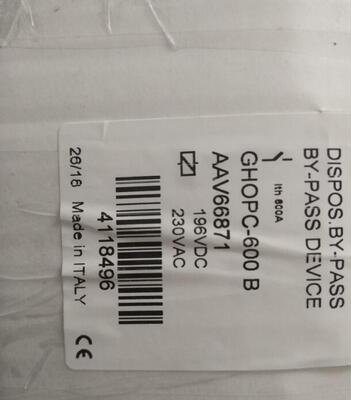 DISPOS.BY-PASS
BY-PASS DEVICE
Ith 800A
GHOPC-600 B
AAV66871
196VDC
230VAC
4118496
26/18 Made in ITALY
CE